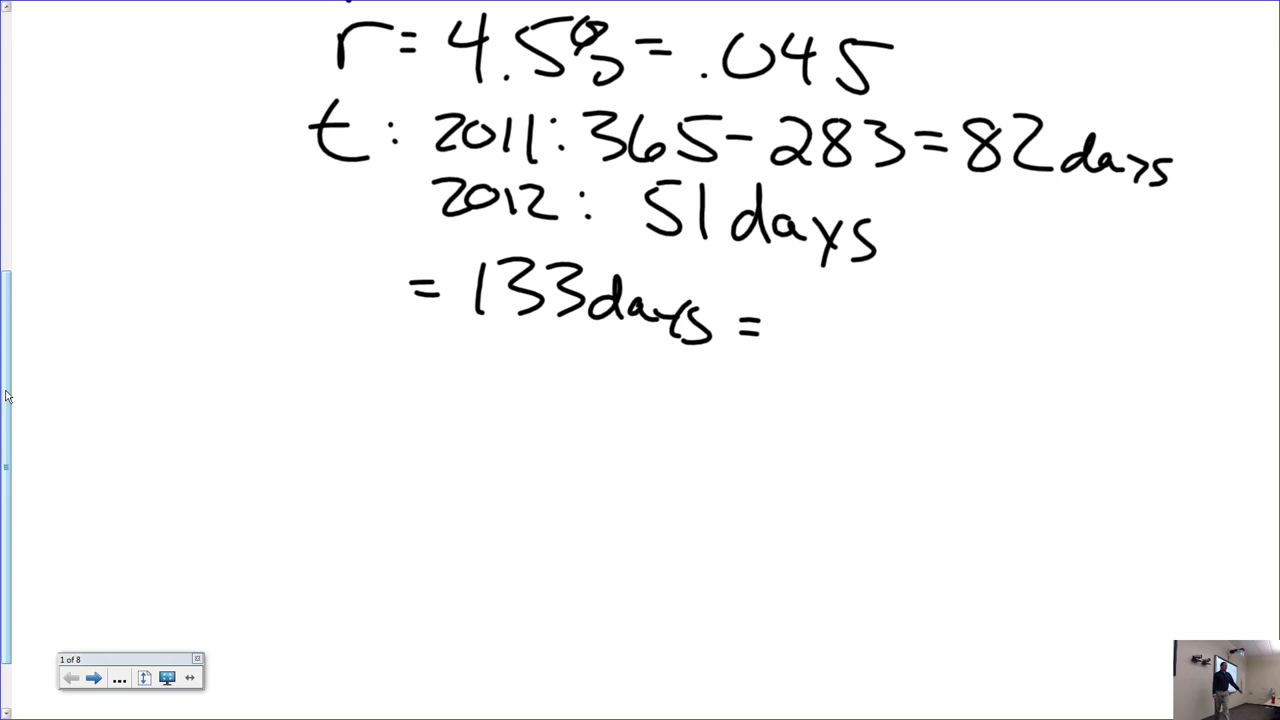 r = 4.5% = .045
t : 2011 : 365 - 283 = 82 days
2012 : 51 days
= 133 days =
1 of 8
...